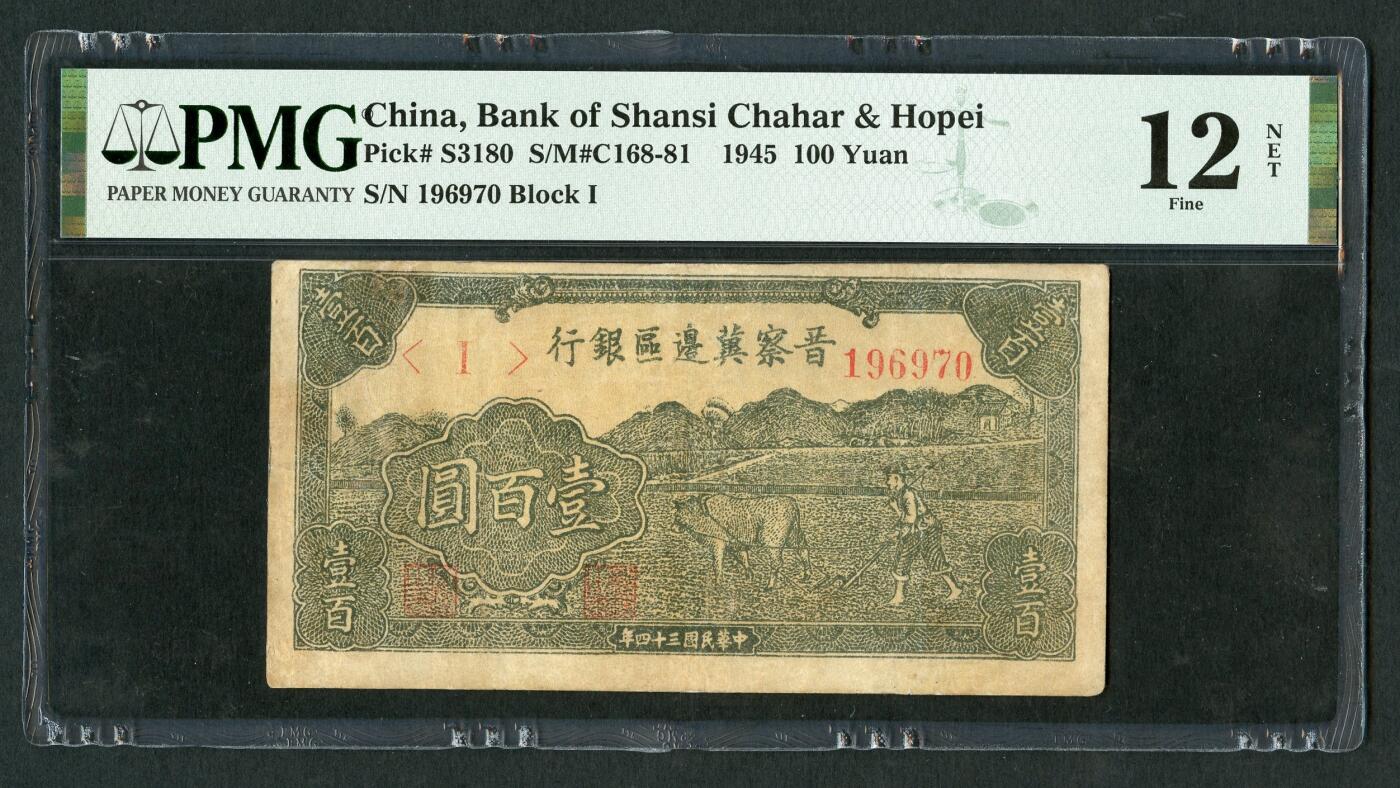 PMG
PAPER MONEY GUARANTY
China, Bank of Shansi Chahar & Hopei
Pick# S3180 S/M#C168-81 1945 100 Yuan
S/N 196970 Block I
12
NET
Fine
壹百
壹百
行銀區邊冀察晋
< I >
196970
圓百壹
壹百
壹百
年四十三國民華中